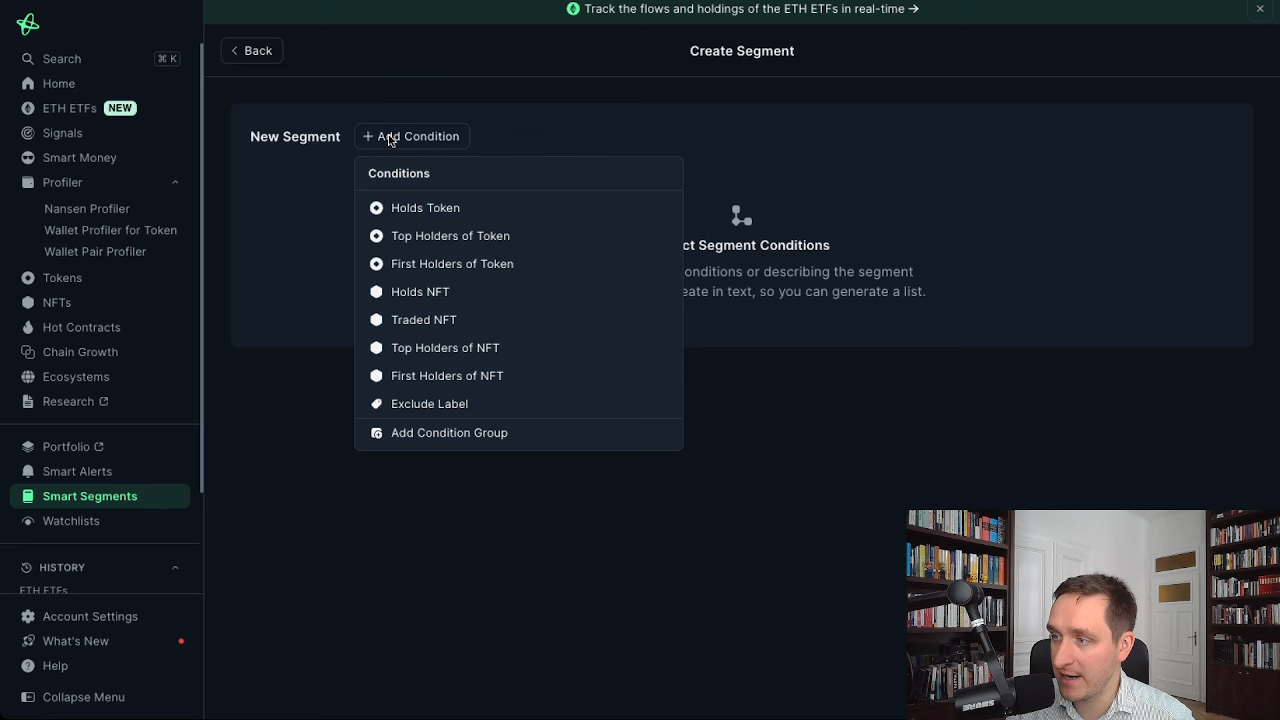 Track the flows and holdings of the ETH ETFs in real-time →
Search ⌘ K
Home
ETH ETFs NEW
Signals
Smart Money
Profiler
Nansen Profiler
Wallet Profiler for Token
Wallet Pair Profiler
Tokens
NFTs
Hot Contracts
Chain Growth
Ecosystems
Research
Portfolio
Smart Alerts
Smart Segments
Watchlists
HISTORY
ETH ETFs
Account Settings
What's New
Help
Collapse Menu
Back
Create Segment
New Segment
+ Add Condition
Conditions
Holds Token
Top Holders of Token
First Holders of Token
Holds NFT
Traded NFT
Top Holders of NFT
First Holders of NFT
Exclude Label
Add Condition Group
ct Segment Conditions
onditions or describing the segment
eate in text, so you can generate a list.
SHURE